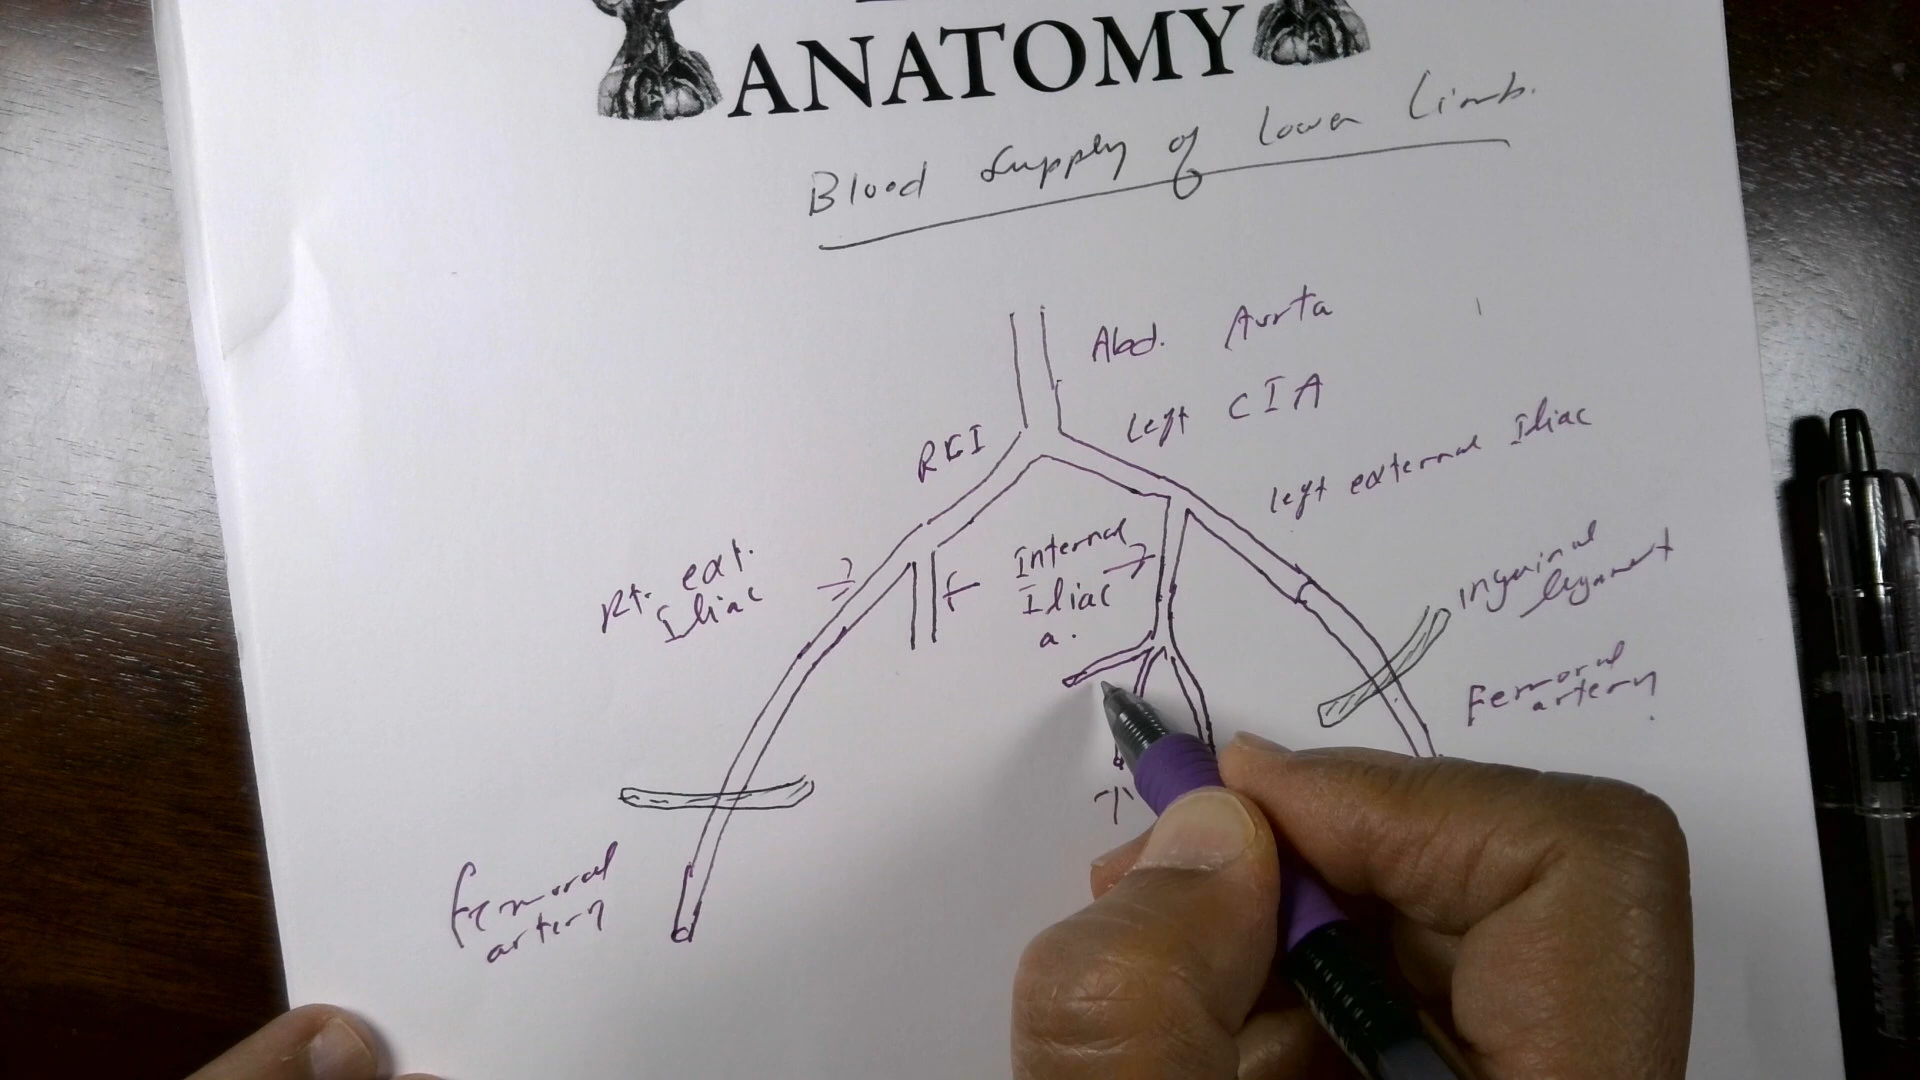 ANATOMY
Blood Supply of Lower Limb.
Abd. Aorta
Left CIA
left external Iliac
Internal
Iliac
a.
Rt. ext.
Iliac
inguinal
ligament
Femoral
artery
Femoral
artery